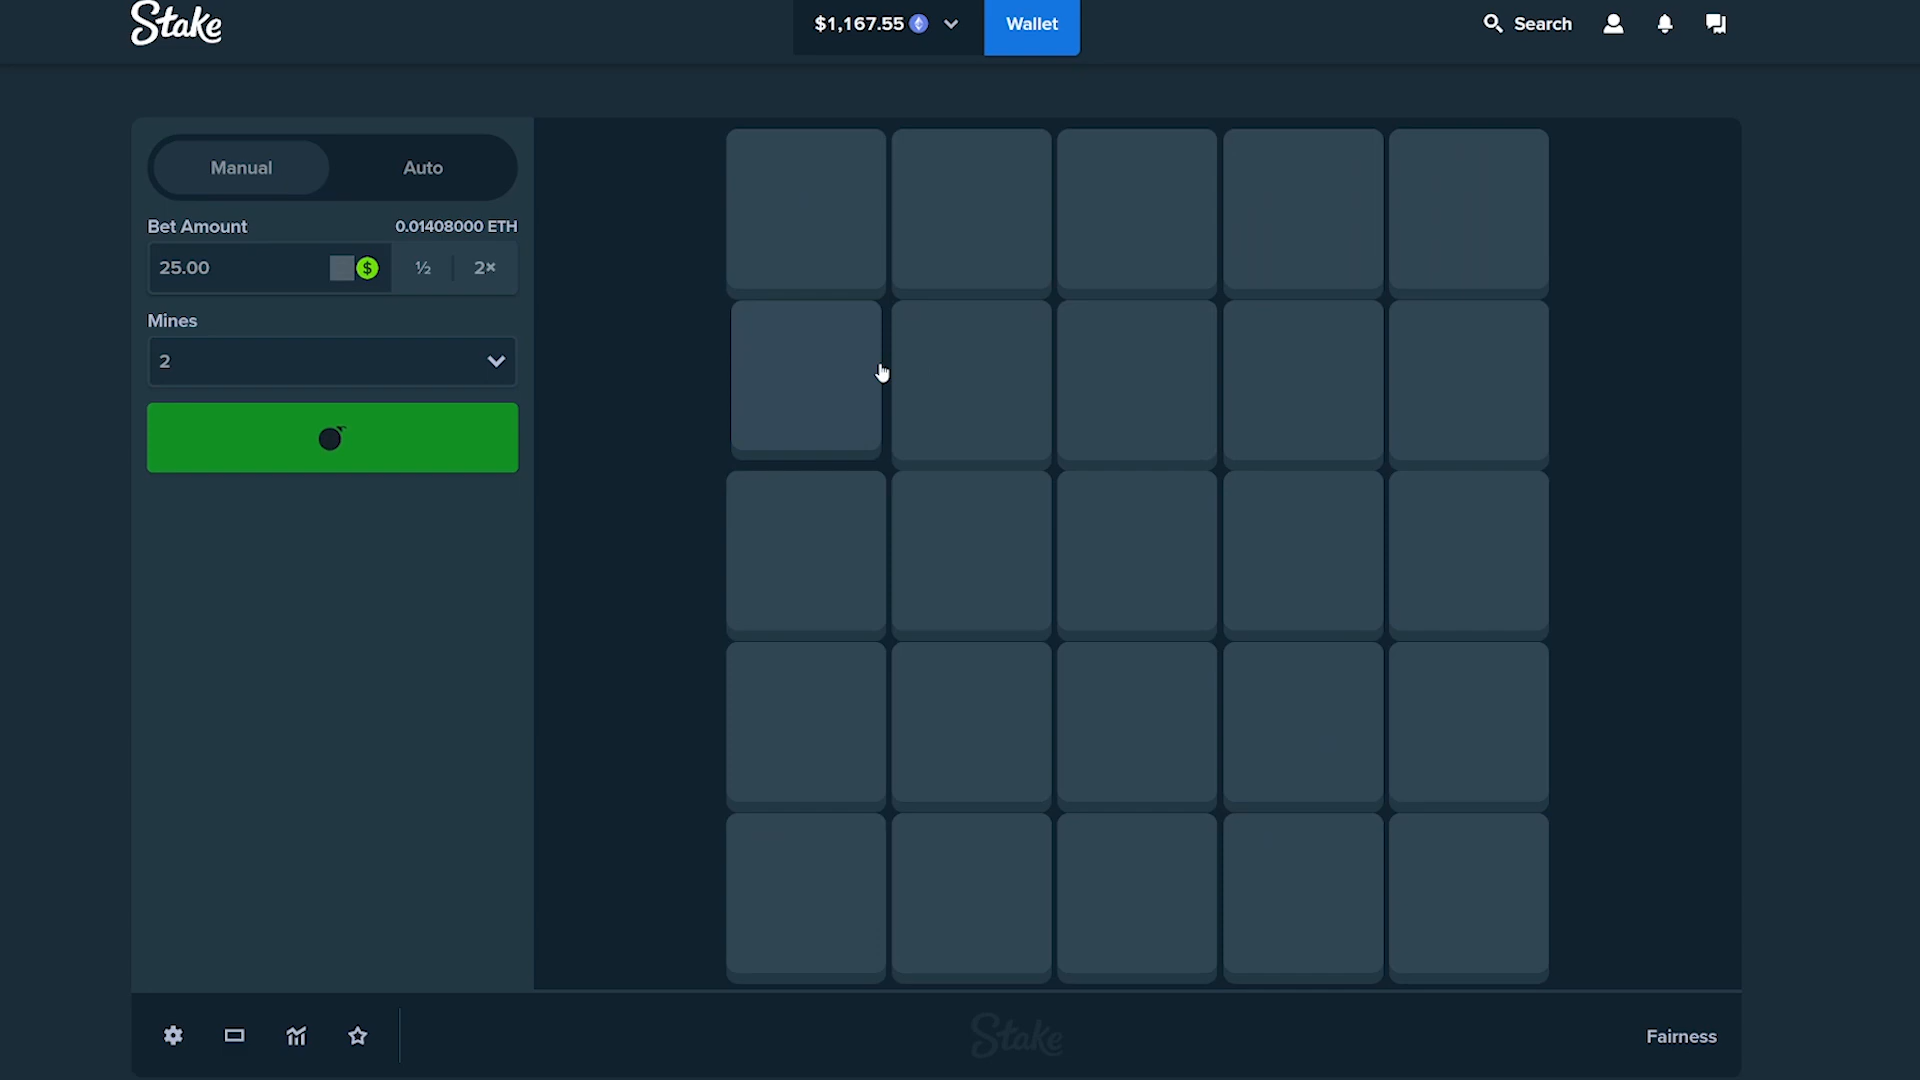 Stake
$1,167.55
Wallet
Search
Manual
Auto
Bet Amount
0.01408000 ETH
25.00
$
½
2×
Mines
2
Stake
Fairness